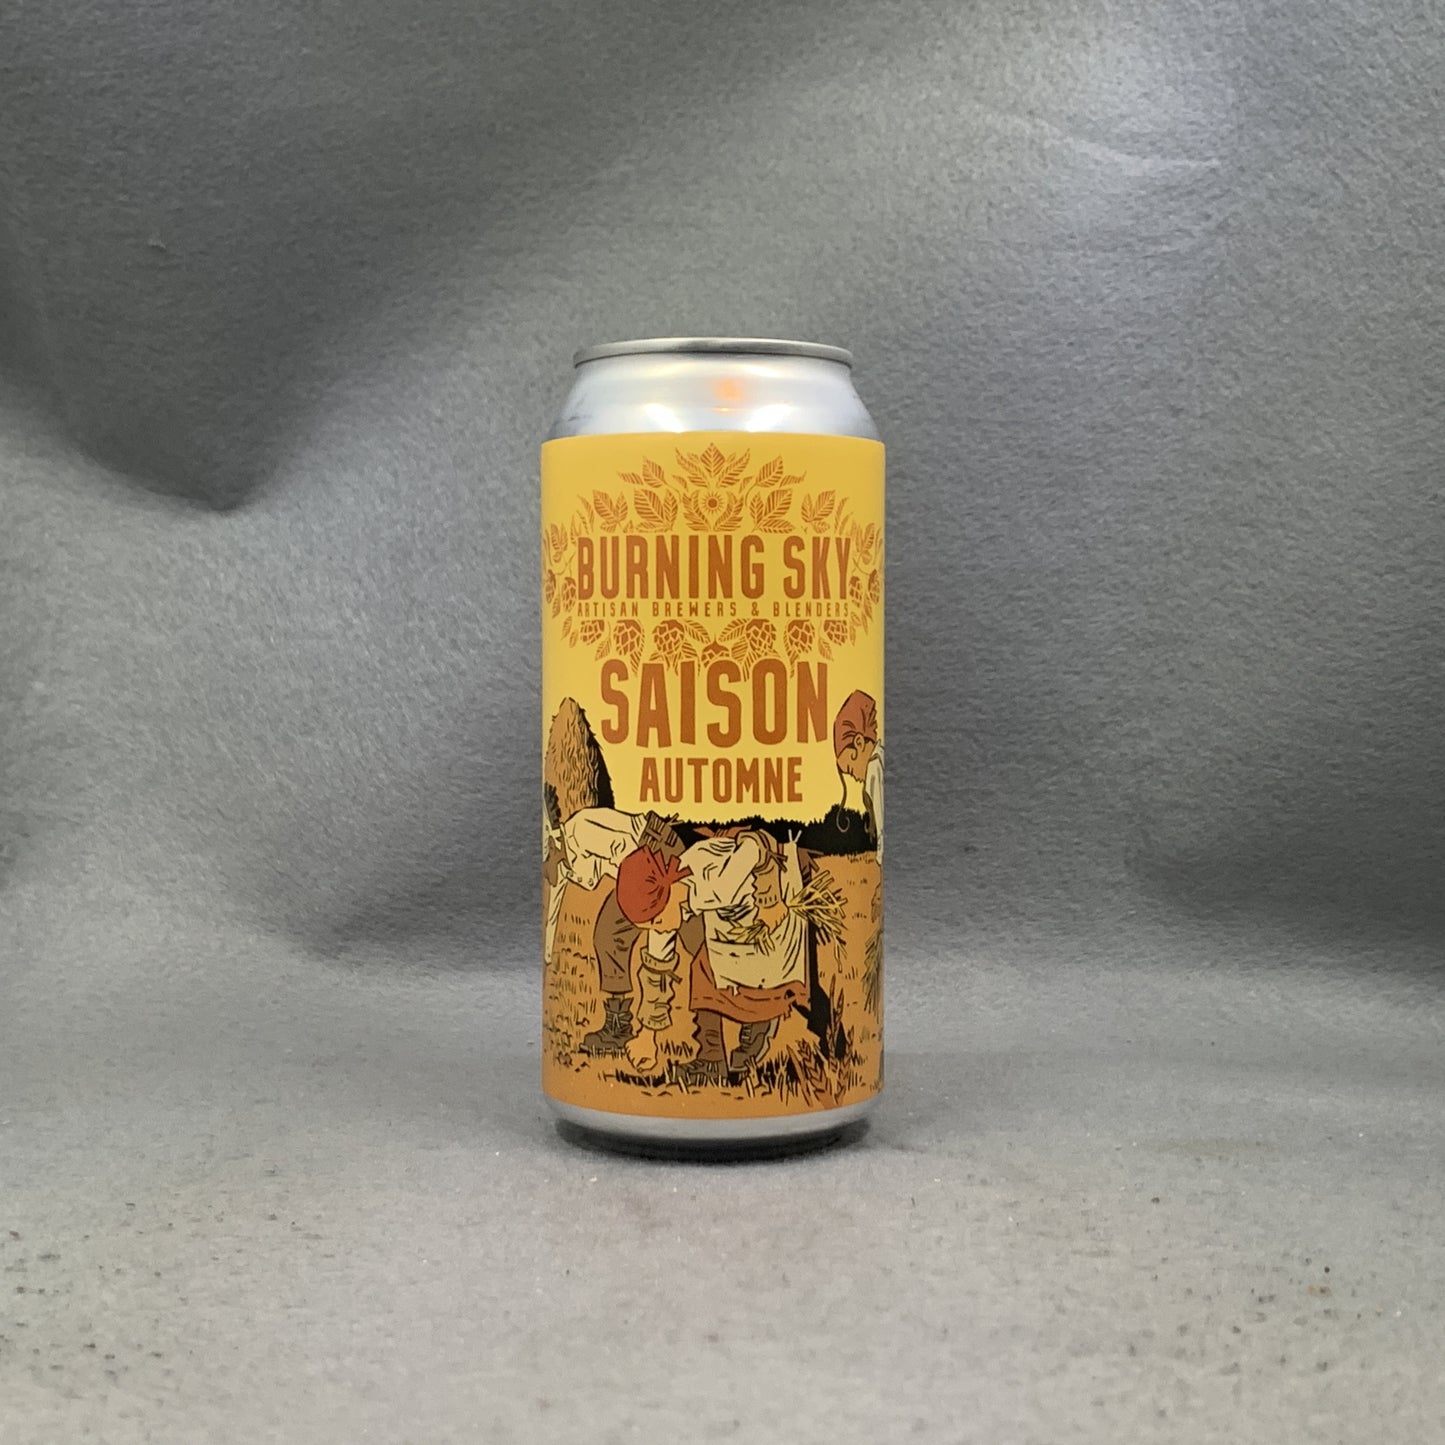 BURNING SKY
ARTISAN BREWERS & BLENDERS
SAISON
AUTOMNE